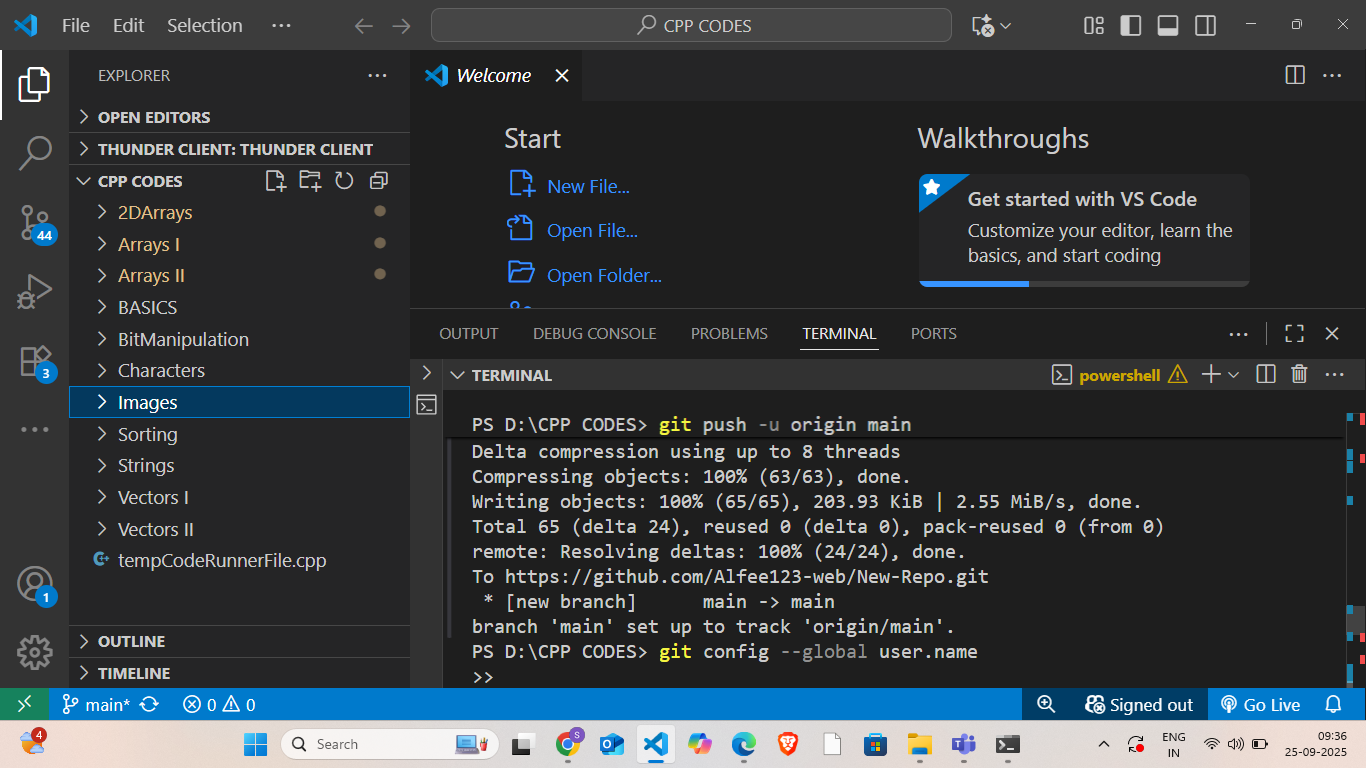 File Edit Selection ···
CPP CODES
EXPLORER
OPEN EDITORS
THUNDER CLIENT: THUNDER CLIENT
CPP CODES
2DArrays
Arrays I
Arrays II
BASICS
BitManipulation
Characters
Images
Sorting
Strings
Vectors I
Vectors II
tempCodeRunnerFile.cpp
OUTLINE
TIMELINE
44
3
1
Welcome
Start
New File...
Open File...
Open Folder...
Walkthroughs
Get started with VS Code
Customize your editor, learn the
basics, and start coding
OUTPUT DEBUG CONSOLE PROBLEMS TERMINAL PORTS
TERMINAL
powershell
PS D:\CPP CODES> git push -u origin main
Delta compression using up to 8 threads
Compressing objects: 100% (63/63), done.
Writing objects: 100% (65/65), 203.93 KiB | 2.55 MiB/s, done.
Total 65 (delta 24), reused 0 (delta 0), pack-reused 0 (from 0)
remote: Resolving deltas: 100% (24/24), done.
To https://github.com/Alfee123-web/New-Repo.git
 * [new branch]      main -> main
branch 'main' set up to track 'origin/main'.
PS D:\CPP CODES> git config --global user.name
>>
main* 0 0 Signed out Go Live
4
Search
S
ENG
IN
09:36
25-09-2025